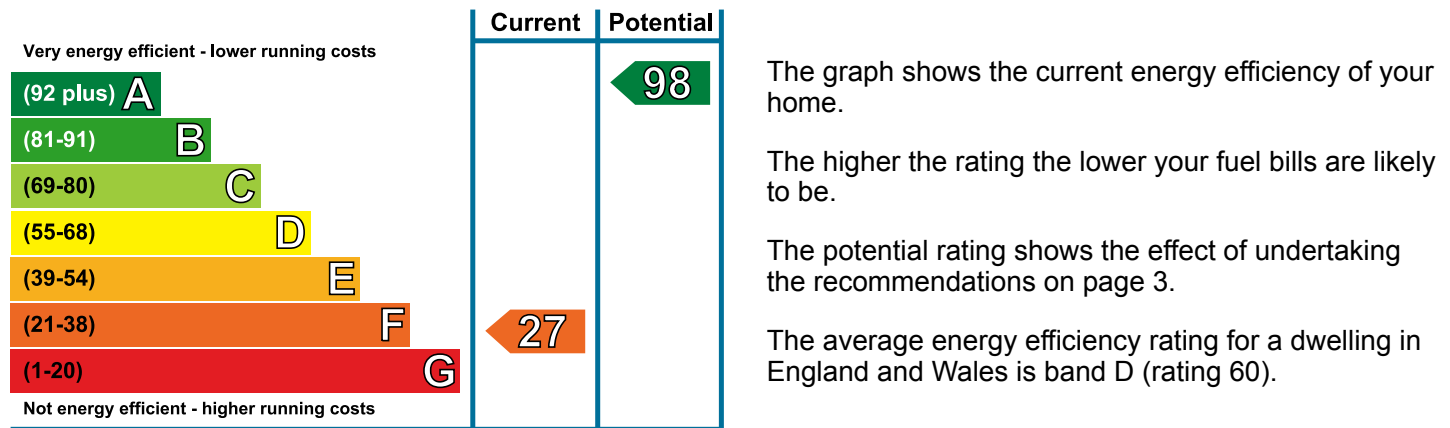 Current Potential
Very energy efficient - lower running costs
(92 plus) A
98
(81-91) B
(69-80) C
(55-68) D
(39-54) E
(21-38) F
27
(1-20) G
Not energy efficient - higher running costs
The graph shows the current energy efficiency of your
home.
The higher the rating the lower your fuel bills are likely
to be.
The potential rating shows the effect of undertaking
the recommendations on page 3.
The average energy efficiency rating for a dwelling in
England and Wales is band D (rating 60).